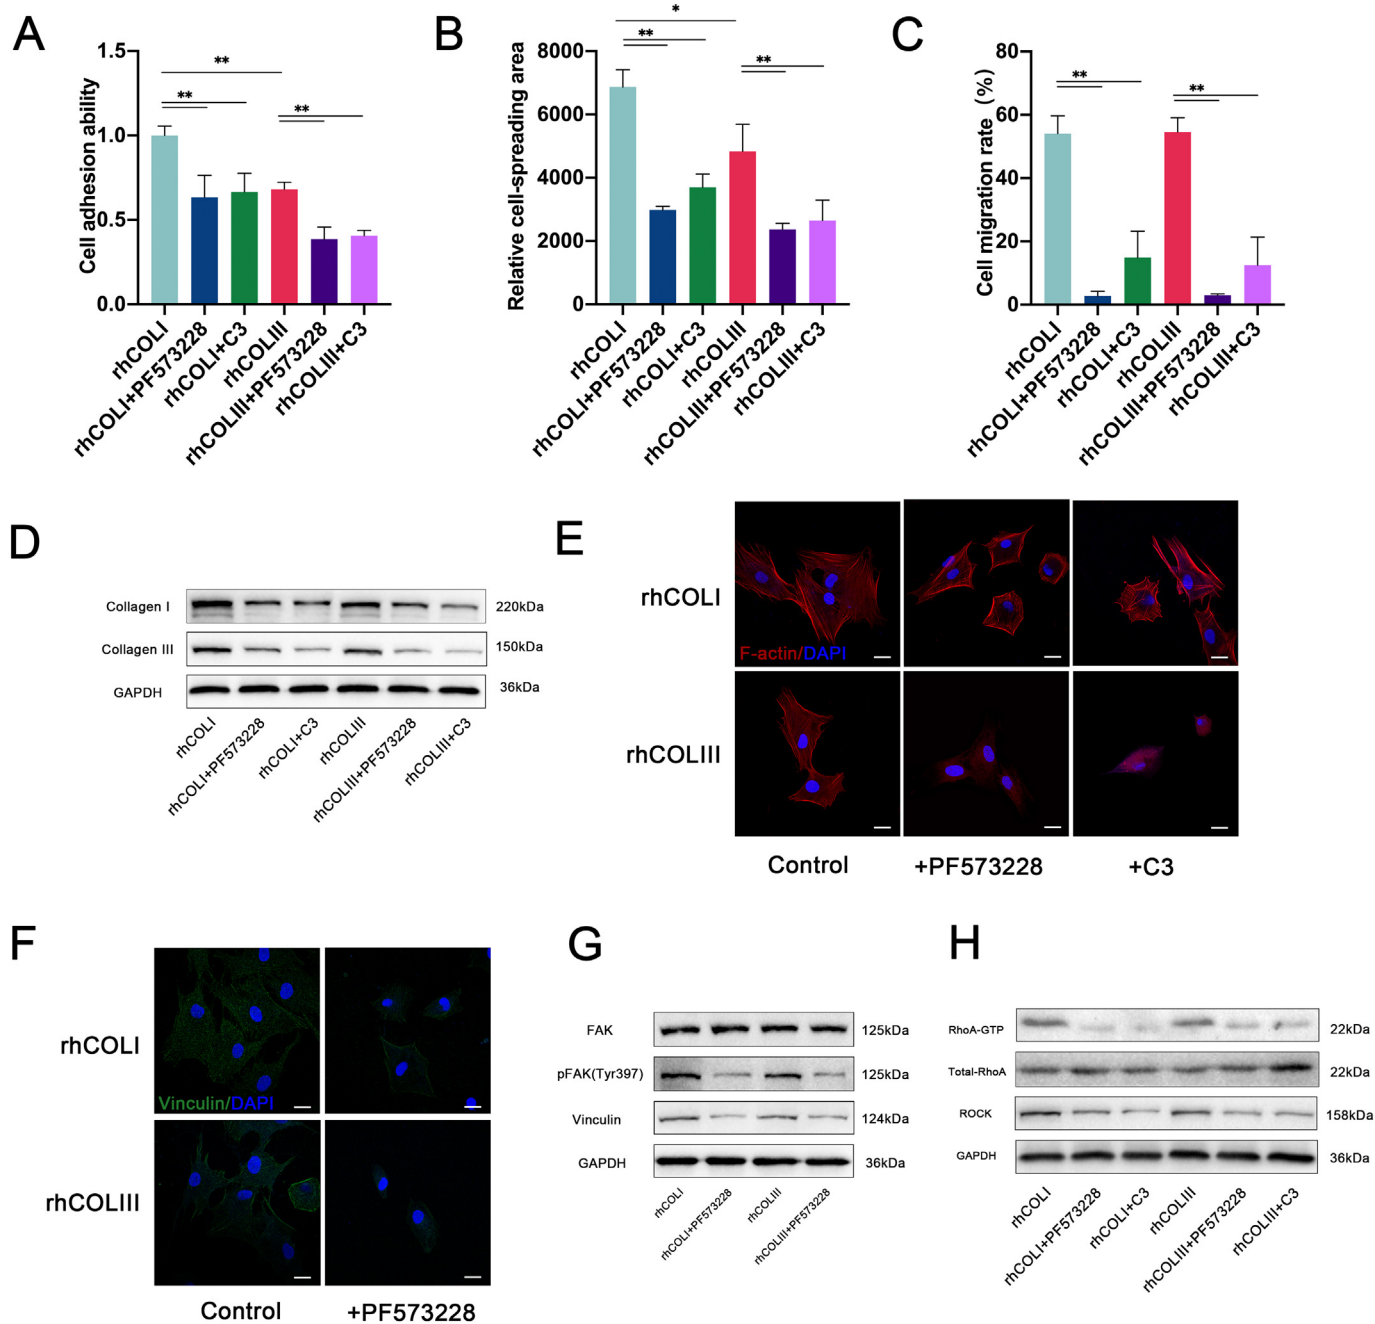 A
Cell adhesion ability
1.5
1.0
0.5
0.0
**
**
**
rhCOLI
rhCOLI+PF573228
rhCOLI+C3
rhCOLIII
rhCOLIII+PF573228
rhCOLIII+C3
B
Relative cell-spreading area
8000
6000
4000
2000
0
*
**
**
rhCOLI
rhCOLI+PF573228
rhCOLI+C3
rhCOLIII
rhCOLIII+PF573228
rhCOLIII+C3
C
Cell migration rate (%)
80
60
40
20
0
**
**
rhCOLI
rhCOLI+PF573228
rhCOLI+C3
rhCOLIII
rhCOLIII+PF573228
rhCOLIII+C3
D
Collagen I 220kDa
Collagen III 150kDa
GAPDH 36kDa
rhCOLI
rhCOLI+PF573228
rhCOLI+C3
rhCOLIII
rhCOLIII+PF573228
rhCOLIII+C3
E
rhCOLI
F-actin/DAPI
rhCOLIII
Control +PF573228 +C3
F
rhCOLI
Vinculin/DAPI
rhCOLIII
Control +PF573228
G
FAK 125kDa
pFAK(Tyr397) 125kDa
Vinculin 124kDa
GAPDH 36kDa
rhCOLI
rhCOLI+PF573228
rhCOLIII
rhCOLIII+PF573228
H
RhoA-GTP 22kDa
Total-RhoA 22kDa
ROCK 158kDa
GAPDH 36kDa
rhCOLI
rhCOLI+PF573228
rhCOLI+C3
rhCOLIII
rhCOLIII+PF573228
rhCOLIII+C3